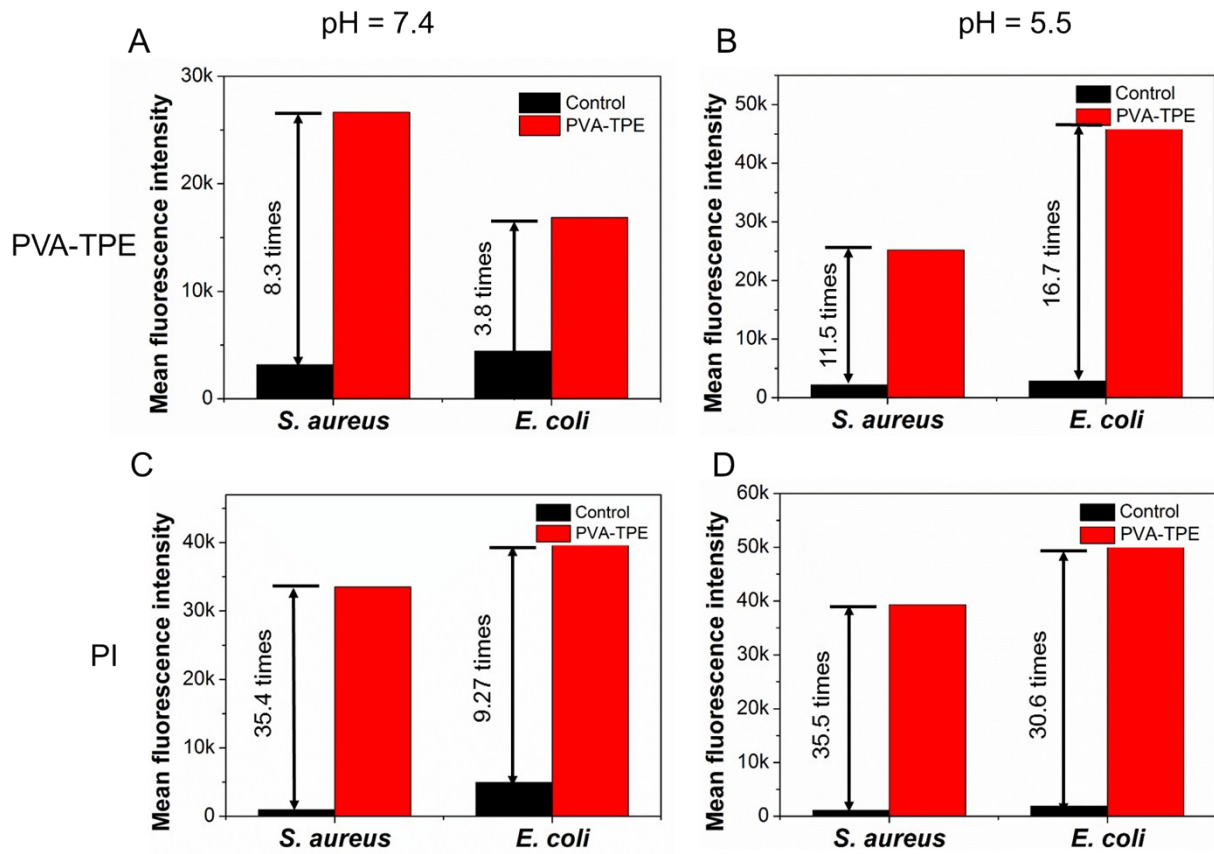 pH = 7.4
pH = 5.5
A
Mean fluorescence intensity
30k
20k
10k
0
Control
PVA-TPE
8.3 times
3.8 times
S. aureus
E. coli
B
Mean fluorescence intensity
50k
40k
30k
20k
10k
0
Control
PVA-TPE
11.5 times
16.7 times
S. aureus
E. coli
PVA-TPE
C
Mean fluorescence intensity
40k
30k
20k
10k
0
Control
PVA-TPE
35.4 times
9.27 times
S. aureus
E. coli
D
Mean fluorescence intensity
60k
50k
40k
30k
20k
10k
0
Control
PVA-TPE
35.5 times
30.6 times
S. aureus
E. coli
PI